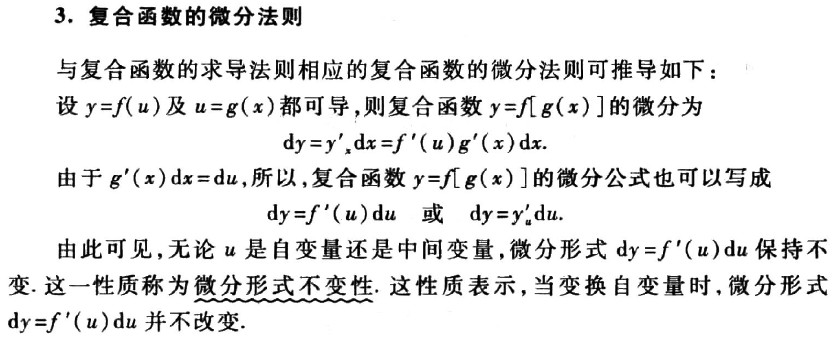 3. 复合函数的微分法则
与复合函数的求导法则相应的复合函数的微分法则可推导如下：
设 y=f(u)及 u=g(x)都可导,则复合函数 y=f[g(x)]的微分为
dy=y′ₓdx=f′(u)g′(x)dx.
由于 g′(x)dx=du,所以,复合函数 y=f[g(x)]的微分公式也可以写成
dy=f′(u)du 或 dy=y′ᵤdu.
由此可见,无论 u 是自变量还是中间变量,微分形式 dy=f′(u)du 保持不
变. 这一性质称为微分形式不变性. 这性质表示,当变换自变量时,微分形式
dy=f′(u)du 并不改变.